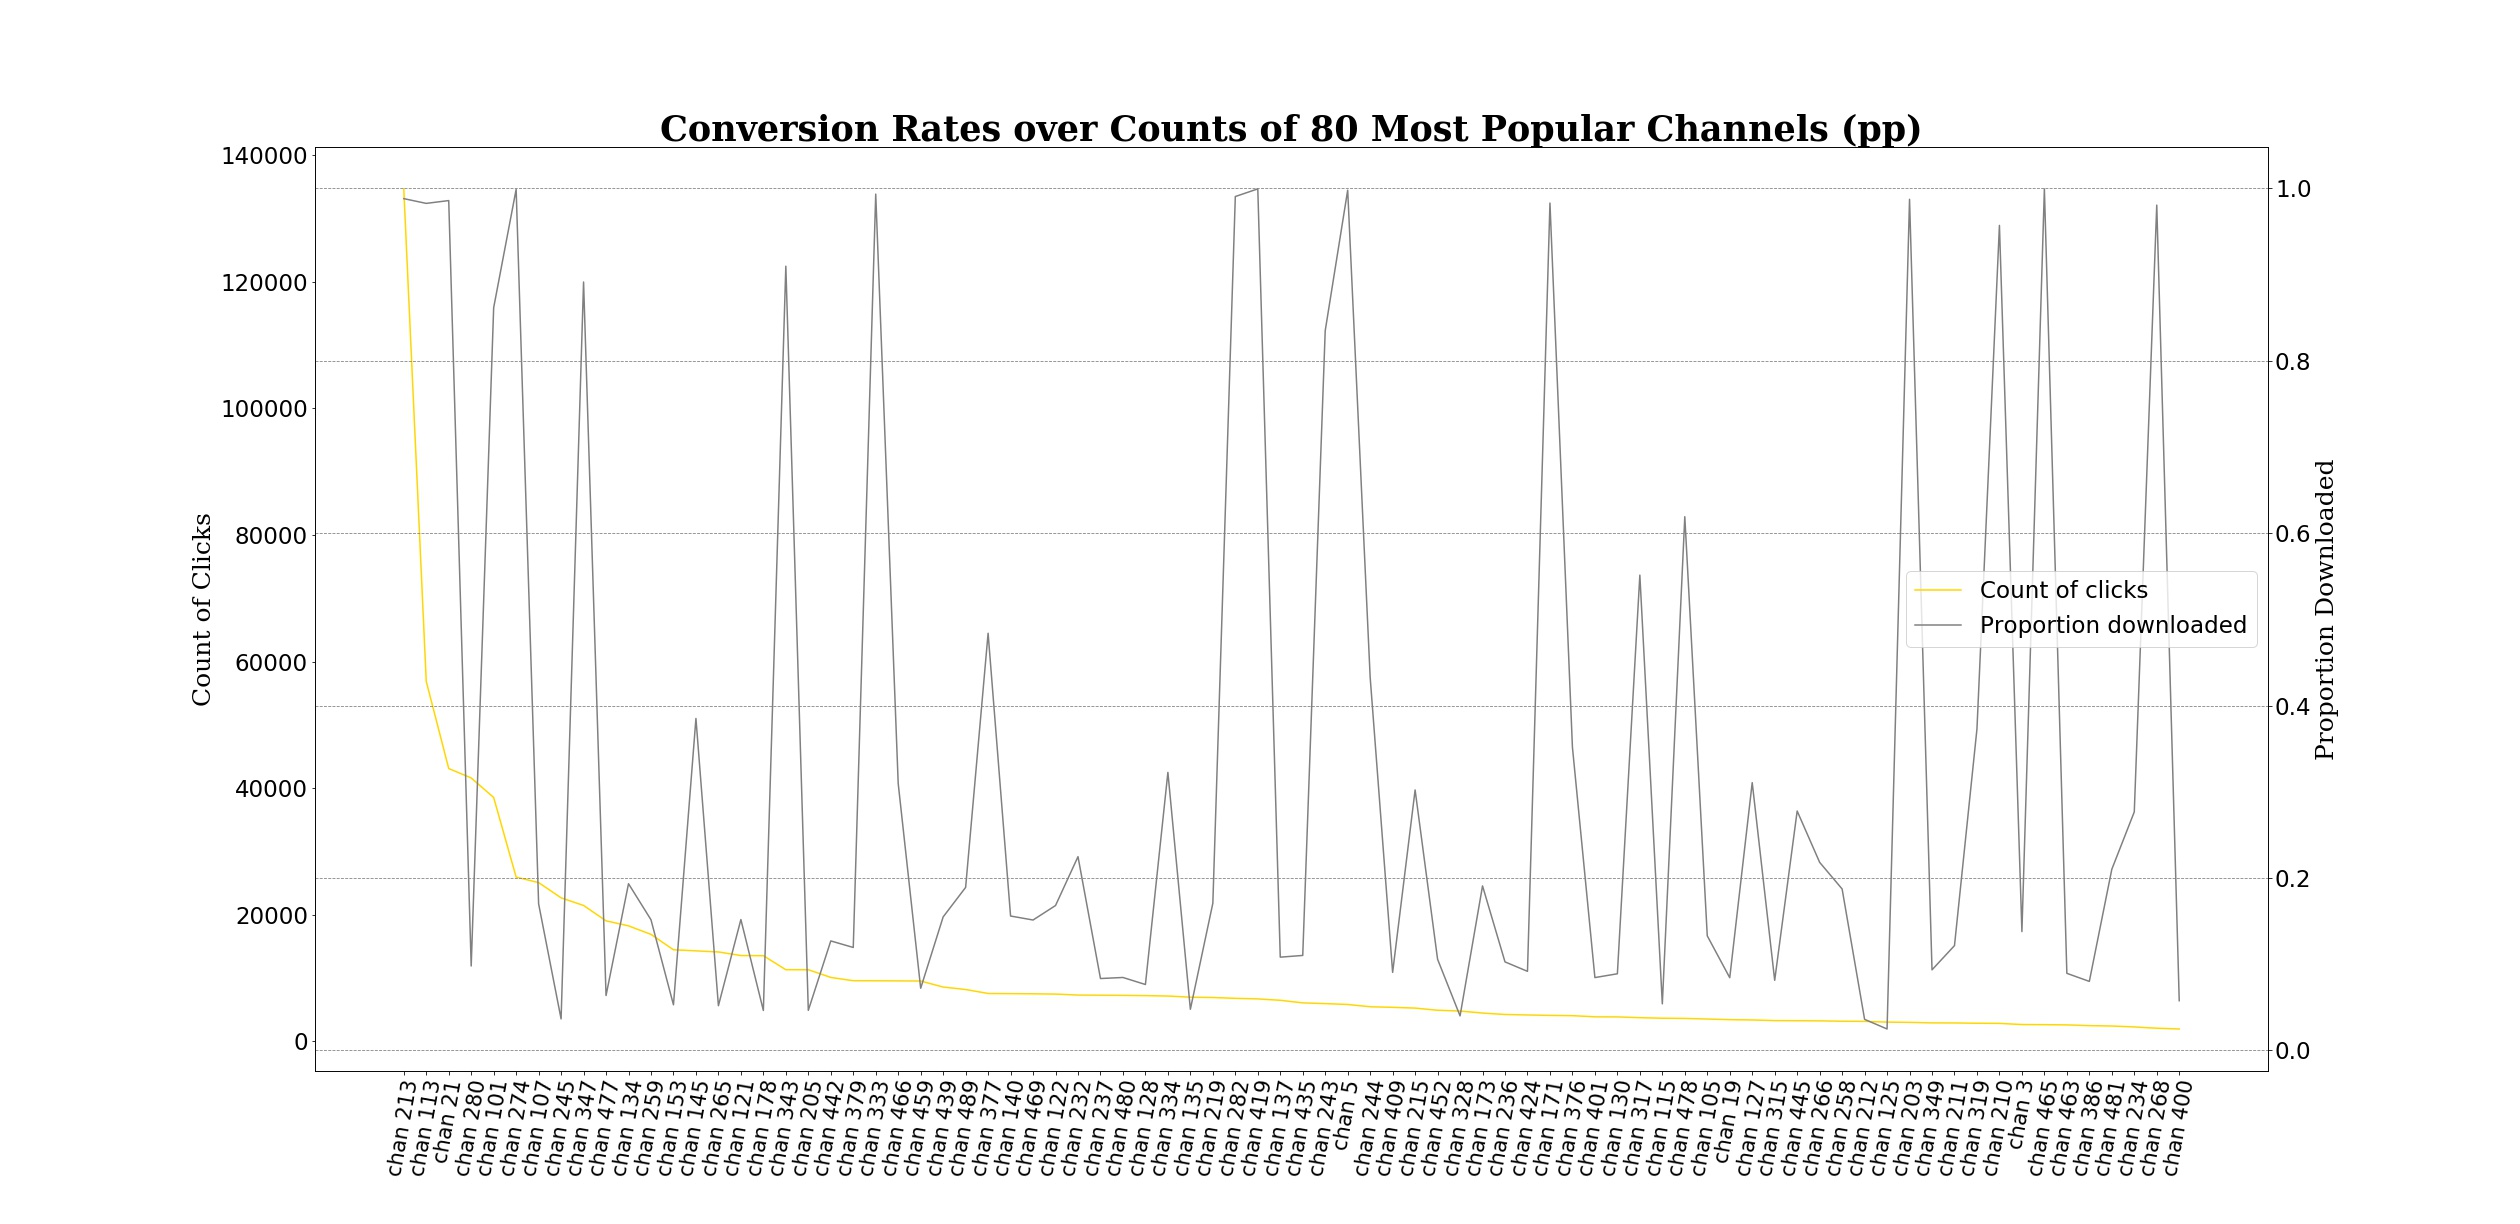 Conversion Rates over Counts of 80 Most Popular Channels (pp)
140000
120000
100000
80000
60000
40000
20000
0
Count of Clicks
1.0
0.8
0.6
0.4
0.2
0.0
Proportion Downloaded
Count of clicks
Proportion downloaded
chan 213
chan 113
chan 21
chan 280
chan 101
chan 274
chan 107
chan 245
chan 347
chan 477
chan 134
chan 259
chan 153
chan 145
chan 265
chan 121
chan 178
chan 343
chan 205
chan 442
chan 379
chan 333
chan 466
chan 459
chan 439
chan 489
chan 377
chan 140
chan 469
chan 122
chan 232
chan 237
chan 480
chan 128
chan 334
chan 135
chan 219
chan 282
chan 419
chan 137
chan 435
chan 243
chan 5
chan 244
chan 409
chan 215
chan 452
chan 328
chan 173
chan 236
chan 424
chan 171
chan 376
chan 401
chan 130
chan 317
chan 115
chan 478
chan 105
chan 19
chan 127
chan 315
chan 445
chan 266
chan 258
chan 212
chan 125
chan 203
chan 349
chan 211
chan 319
chan 210
chan 3
chan 465
chan 463
chan 386
chan 481
chan 234
chan 268
chan 400